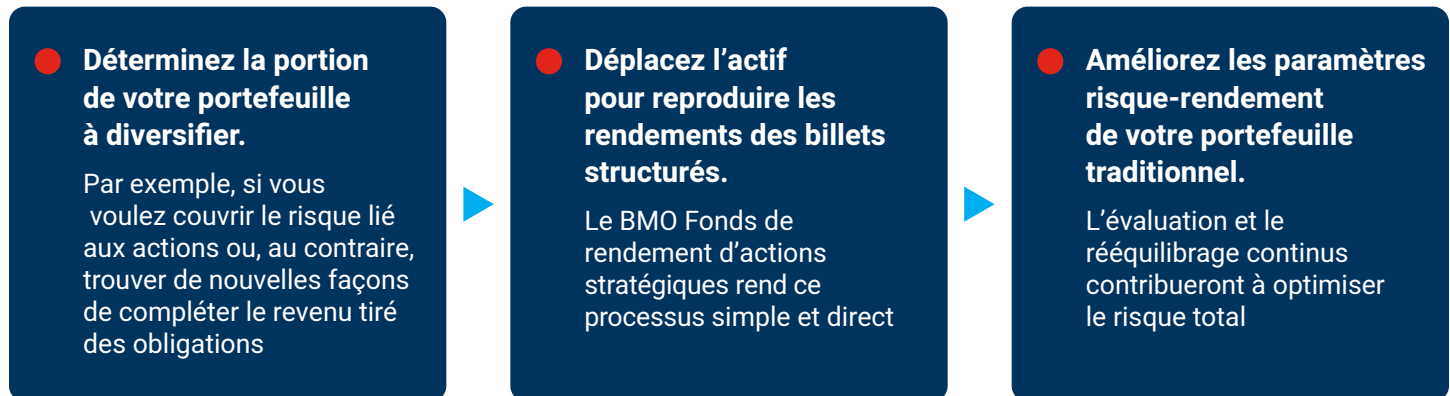 Déterminez la portion
de votre portefeuille
à diversifier.
Par exemple, si vous
voulez couvrir le risque lié
aux actions ou, au contraire,
trouver de nouvelles façons
de compléter le revenu tiré
des obligations
Déplacez l’actif
pour reproduire les
rendements des billets
structurés.
Le BMO Fonds de
rendement d’actions
stratégiques rend ce
processus simple et direct
Améliorez les paramètres
risque-rendement
de votre portefeuille
traditionnel.
L’évaluation et le
rééquilibrage continus
contribueront à optimiser
le risque total